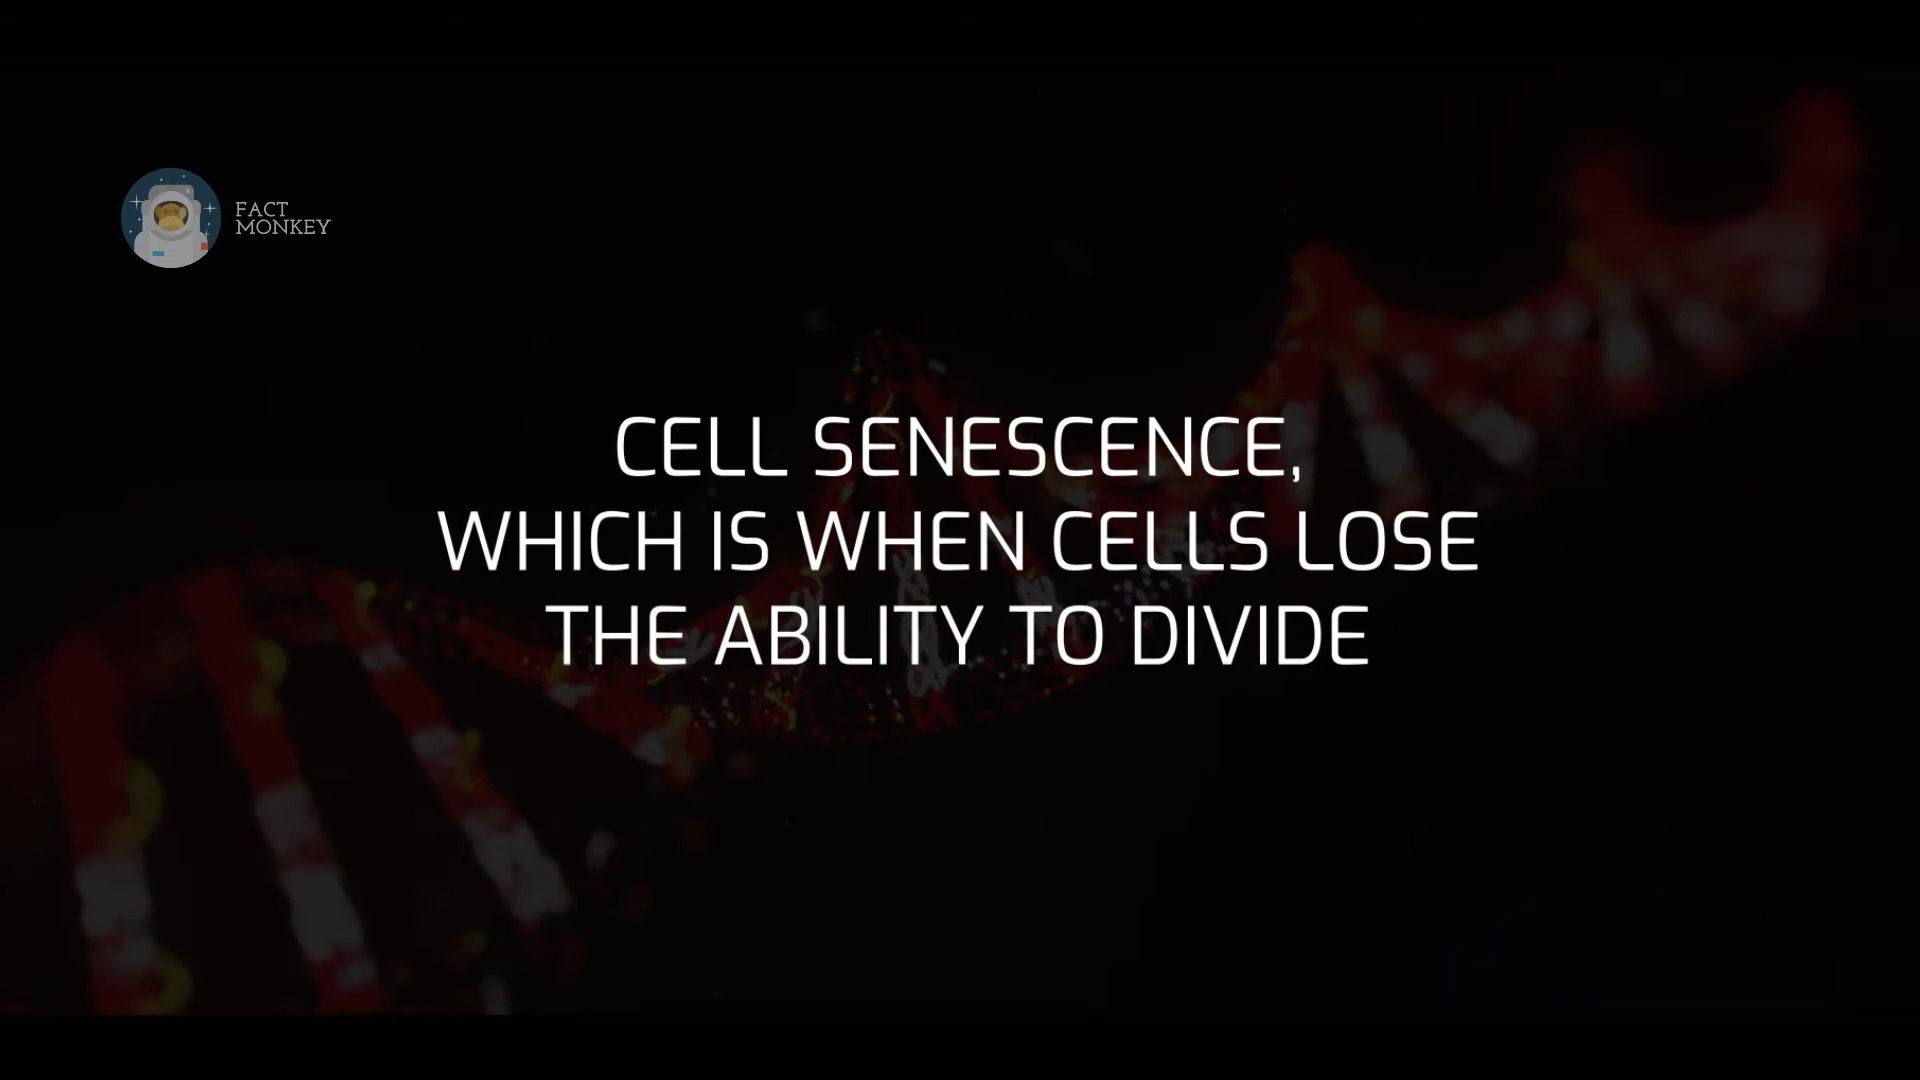 FACT
MONKEY
CELL SENESCENCE,
WHICH IS WHEN CELLS LOSE
THE ABILITY TO DIVIDE